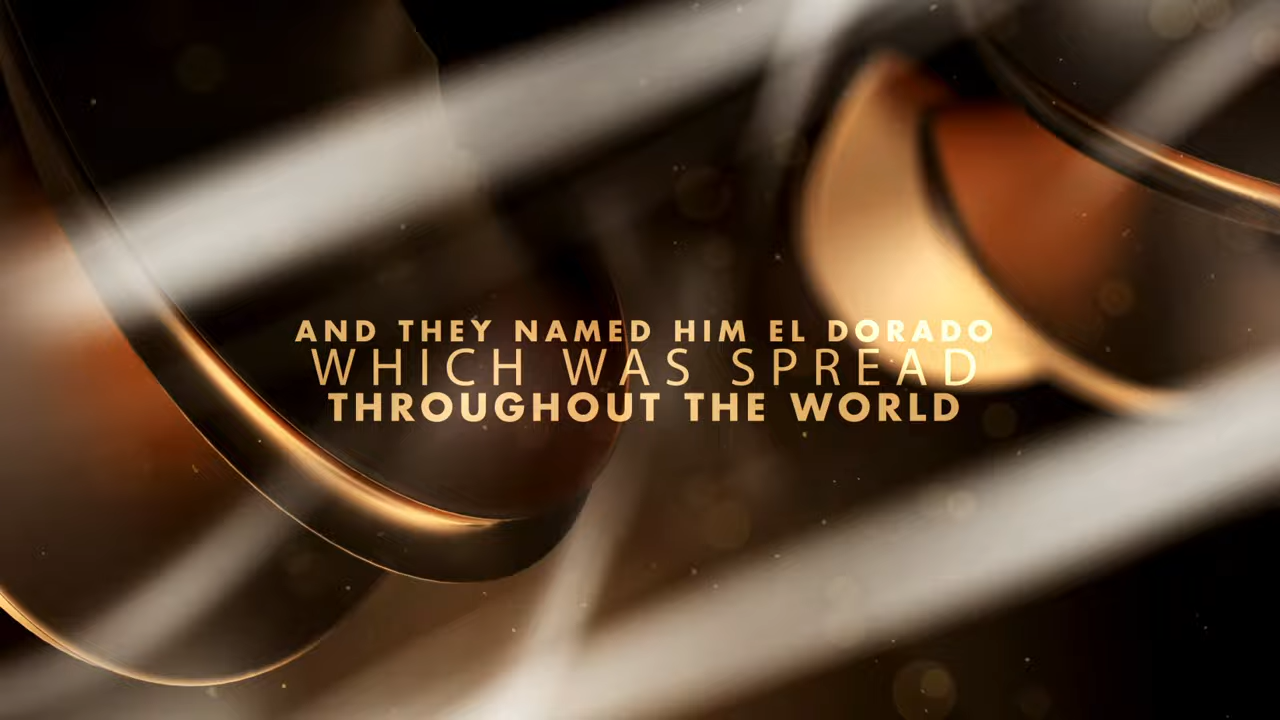 AND THEY NAMED HIM EL DORADO
WHICH WAS SPREAD
THROUGHOUT THE WORLD